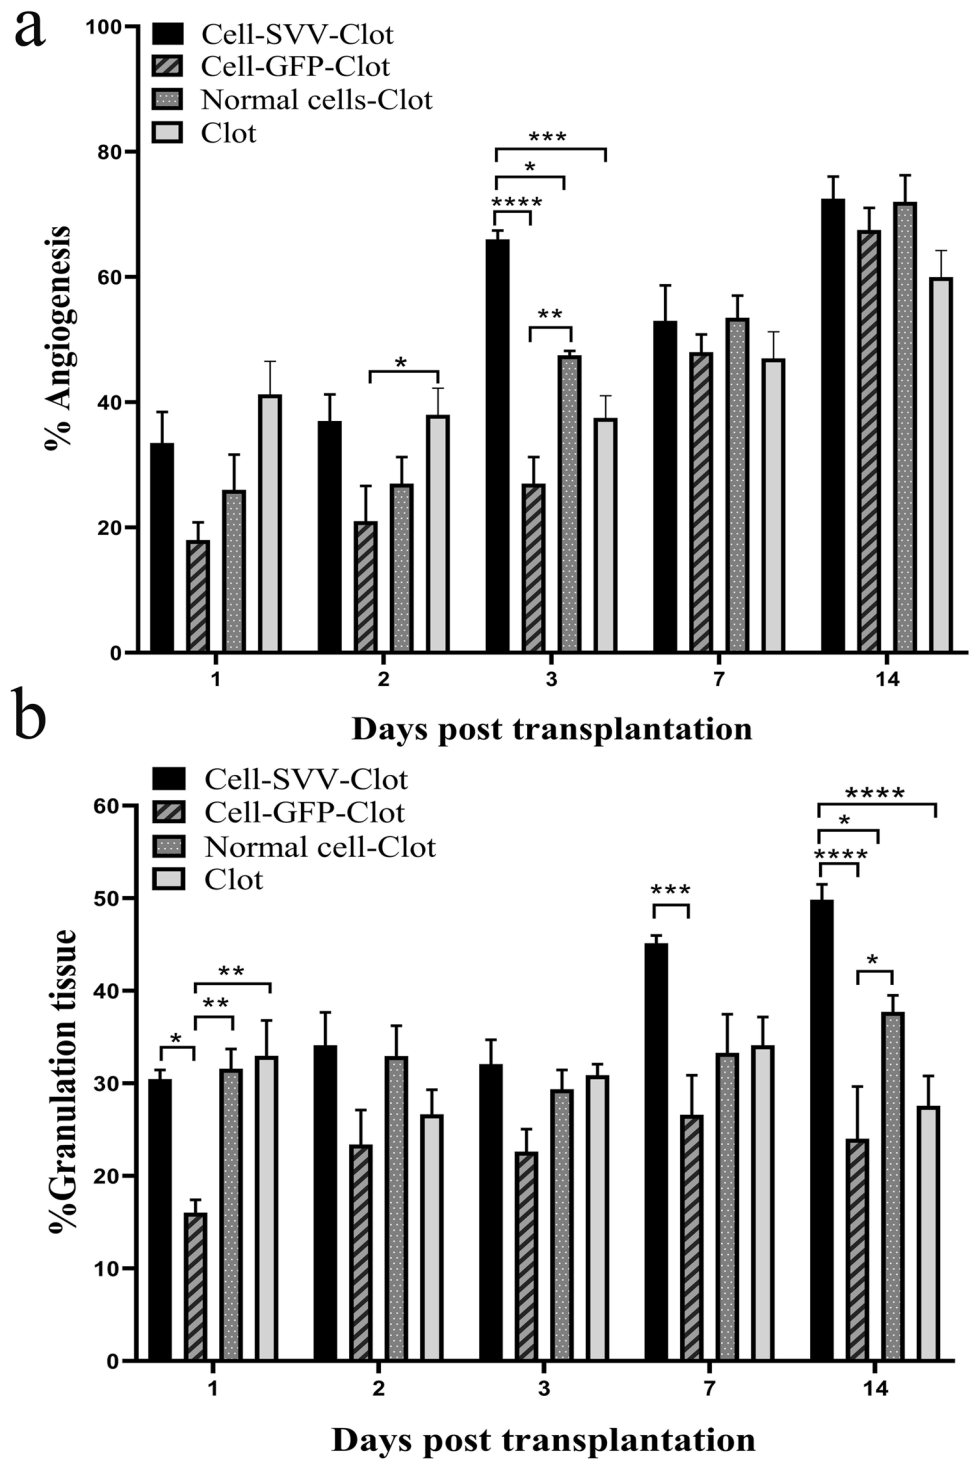 a
100
80
60
40
20
0
% Angiogenesis
Cell-SVV-Clot
Cell-GFP-Clot
Normal cells-Clot
Clot
*
***
*
****
**
1 2 3 7 14
Days post transplantation
b
60
50
40
30
20
10
0
%Granulation tissue
Cell-SVV-Clot
Cell-GFP-Clot
Normal cell-Clot
Clot
**
**
*
***
****
*
****
*
1 2 3 7 14
Days post transplantation